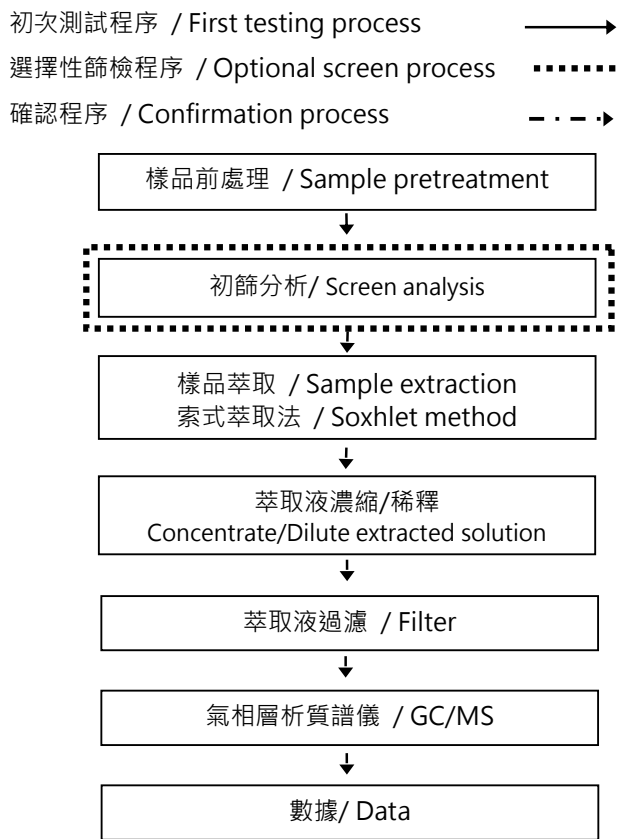 初次測試程序 / First testing process
選擇性篩檢程序 / Optional screen process
確認程序 / Confirmation process
樣品前處理 / Sample pretreatment
初篩分析/ Screen analysis
樣品萃取 / Sample extraction
索式萃取法 / Soxhlet method
萃取液濃縮/稀釋
Concentrate/Dilute extracted solution
萃取液過濾 / Filter
氣相層析質譜儀 / GC/MS
數據/ Data